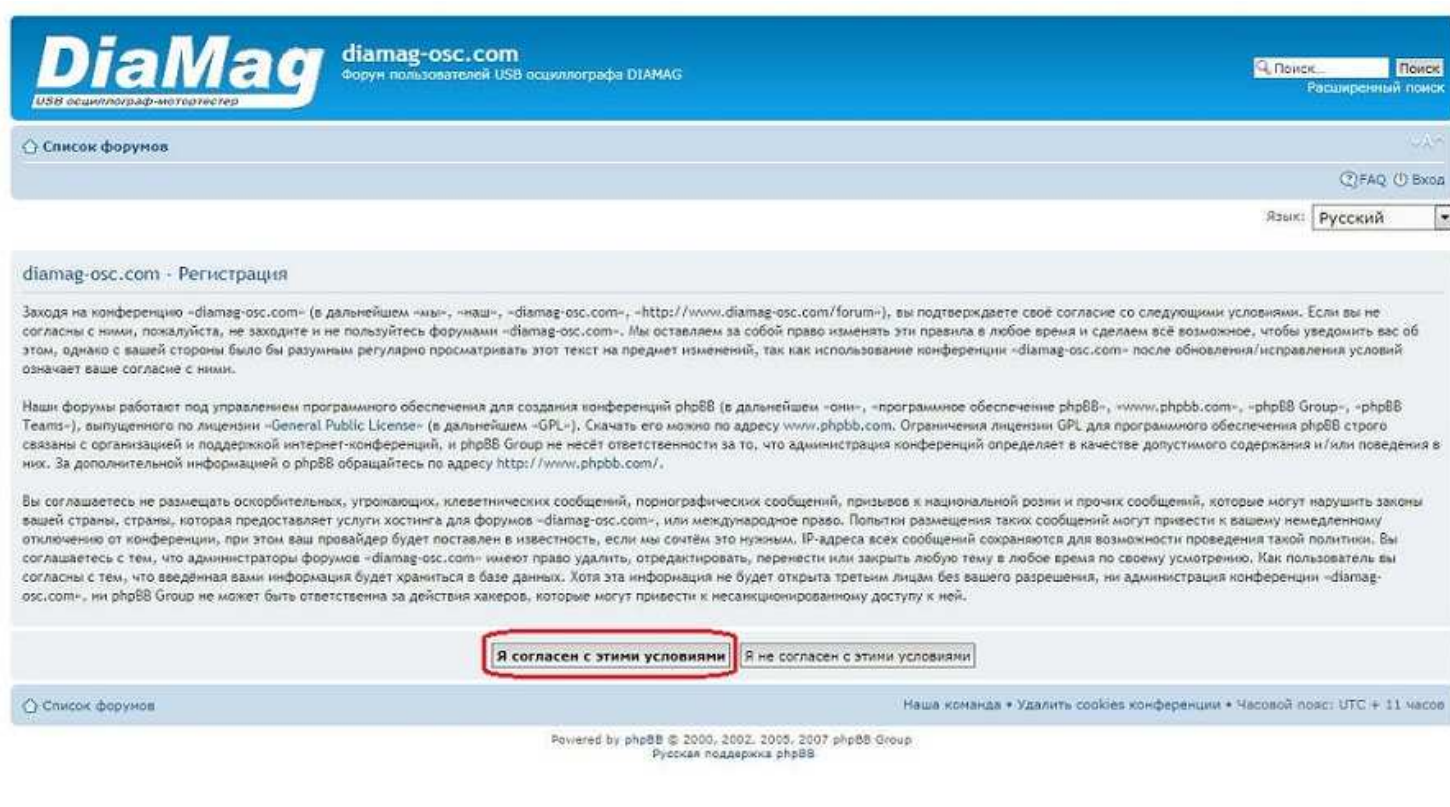 DiaMag
USB осциллограф-мотортестер
diamag-osc.com
Форум пользователей USB осциллографа DIAMAG
Поиск...
Поиск
Расширенный поиск
Список форумов
A
FAQ Вход
Язык: Русский
diamag-osc.com - Регистрация
Заходя на конференцию «diamag-osc.com» (в дальнейшем «мы», «наш», «diamag-osc.com», «http://www.diamag-osc.com/forum»), вы подтверждаете своё согласие со следующими условиями. Если вы не
согласны с ними, пожалуйста, не заходите и не пользуйтесь форумами «diamag-osc.com». Мы оставляем за собой право изменять эти правила в любое время и сделаем всё возможное, чтобы уведомить вас об
этом, однако с вашей стороны было бы разумным регулярно просматривать этот текст на предмет изменений, так как использование конференции «diamag-osc.com» после обновления/исправления условий
означает ваше согласие с ними.
Наши форумы работают под управлением программного обеспечения для создания конференций phpBB (в дальнейшем «они», «программное обеспечение phpBB», «www.phpbb.com», «phpBB Group», «phpBB
Teams»), выпущенного по лицензии «General Public License» (в дальнейшем «GPL»). Скачать его можно по адресу www.phpbb.com. Ограничения лицензии GPL для программного обеспечения phpBB строго
связаны с организацией и поддержкой интернет-конференций, и phpBB Group не несёт ответственности за то, что администрация конференций определяет в качестве допустимого содержания и/или поведения в
них. За дополнительной информацией о phpBB обращайтесь по адресу http://www.phpbb.com/.
Вы соглашаетесь не размещать оскорбительных, угрожающих, клеветнических сообщений, порнографических сообщений, призывов к национальной розни и прочих сообщений, которые могут нарушить законы
вашей страны, страны, которая предоставляет услуги хостинга для форумов «diamag-osc.com», или международное право. Попытки размещения таких сообщений могут привести к вашему немедленному
отключению от конференции, при этом ваш провайдер будет поставлен в известность, если мы сочтём это нужным. IP-адреса всех сообщений сохраняются для возможности проведения такой политики. Вы
соглашаетесь с тем, что администраторы форумов «diamag-osc.com» имеют право удалить, отредактировать, перенести или закрыть любую тему в любое время по своему усмотрению. Как пользователь вы
согласны с тем, что введённая вами информация будет храниться в базе данных. Хотя эта информация не будет открыта третьим лицам без вашего разрешения, ни администрация конференции «diamag-
osc.com», ни phpBB Group не может быть ответственна за действия хакеров, которые могут привести к несанкционированному доступу к ней.
Я согласен с этими условиями Я не согласен с этими условиями
Список форумов
Наша команда • Удалить cookies конференции • Часовой пояс: UTC + 11 часов
Powered by phpBB © 2000, 2002, 2005, 2007 phpBB Group
Русская поддержка phpBB